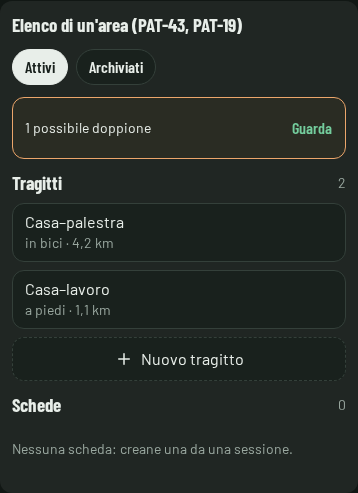 Elenco di un'area (PAT-43, PAT-19)
Attivi
Archiviati
1 possibile doppione
Guarda
Tragitti
2
Casa–palestra
in bici · 4,2 km
Casa–lavoro
a piedi · 1,1 km
+ Nuovo tragitto
Schede
0
Nessuna scheda: creane una da una sessione.